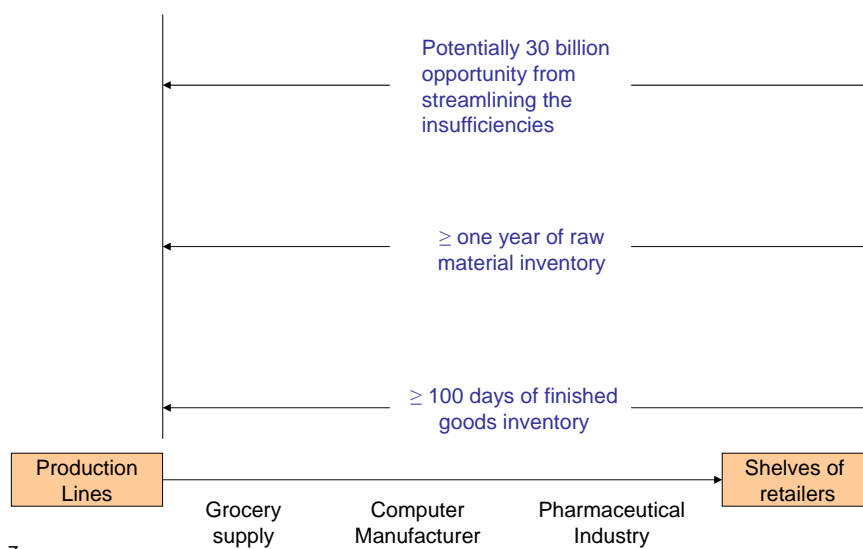 Potentially 30 billion
opportunity from
streamlining the
insufficiencies
≥ one year of raw
material inventory
≥ 100 days of finished
goods inventory
Production
Lines
Shelves of
retailers
Grocery
supply
Computer
Manufacturer
Pharmaceutical
Industry